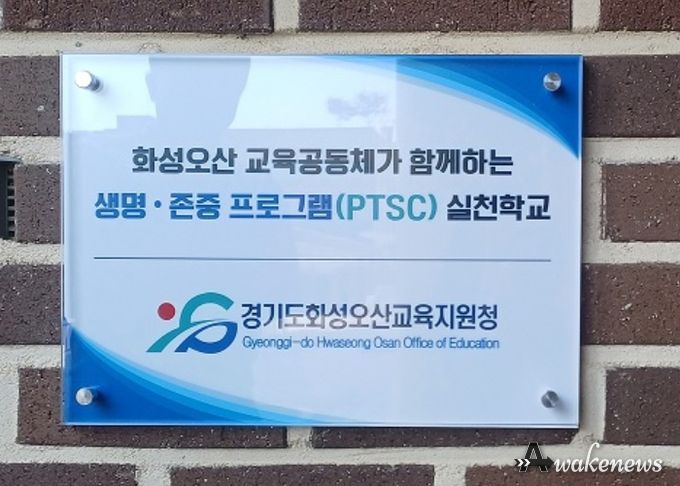 화성오산 교육공동체가 함께하는
생명·존중 프로그램(PTSC) 실천학교
경기도화성오산교육지원청
Gyeonggi-do Hwaseong Osan Office of Education
Awakenews